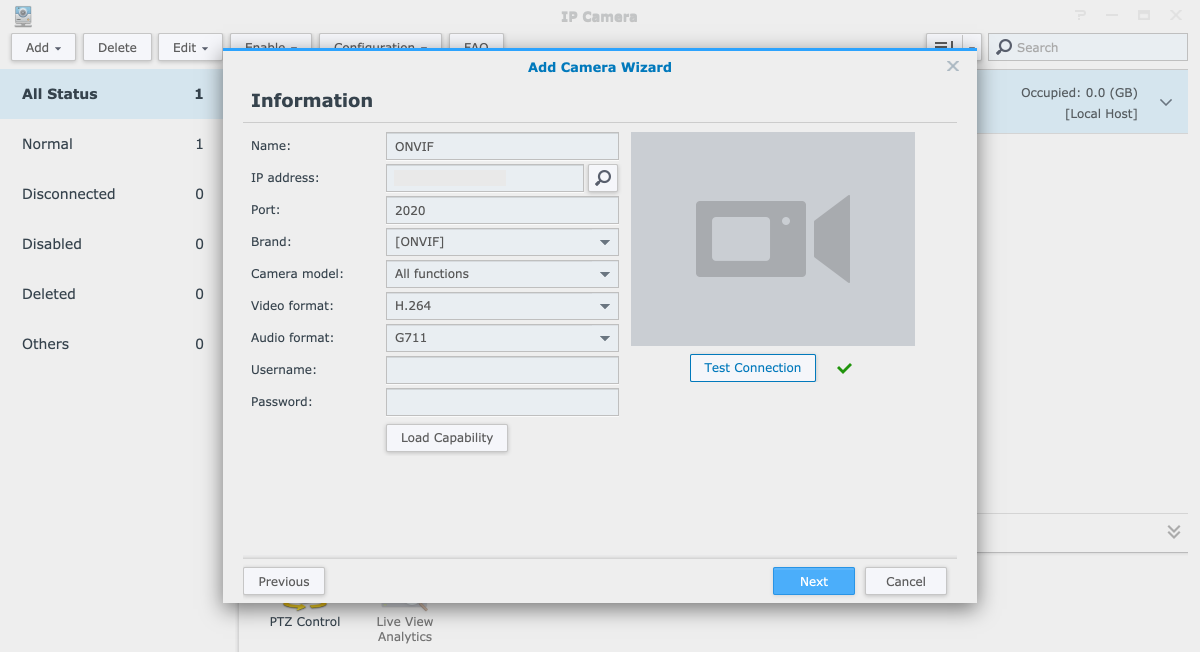 IP Camera
Add
Delete
Edit
Enable
Configuration
FAQ
Search
All Status 1
Normal 1
Disconnected 0
Disabled 0
Deleted 0
Others 0
Occupied: 0.0 (GB)
[Local Host]
Add Camera Wizard
Information
Name: ONVIF
IP address:
Port: 2020
Brand: [ONVIF]
Camera model: All functions
Video format: H.264
Audio format: G711
Username:
Password:
Load Capability
Test Connection
Previous
Next
Cancel
PTZ Control
Live View
Analytics